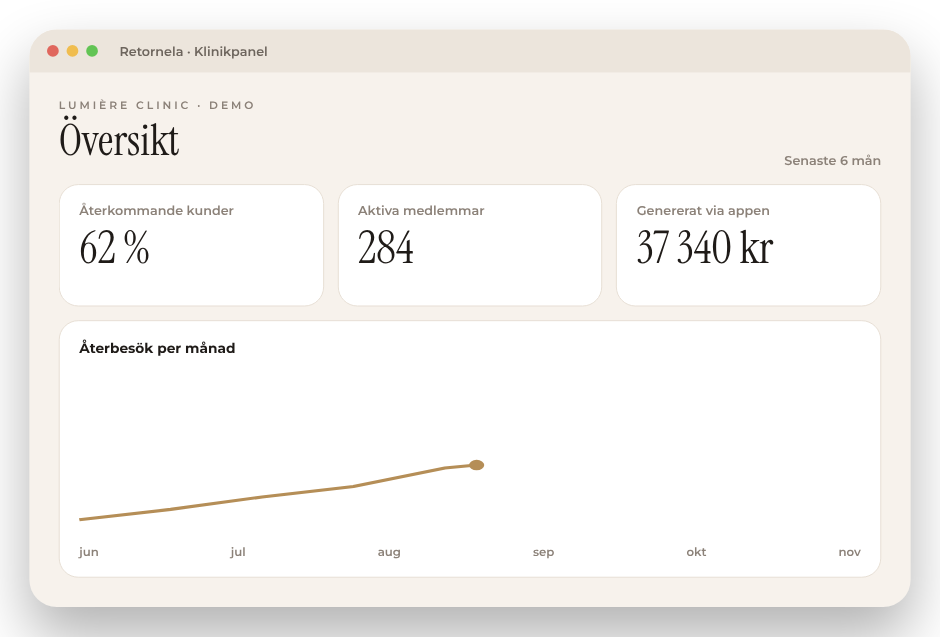 Retornela · Klinikpanel
LUMIÈRE CLINIC · DEMO
Översikt
Senaste 6 mån
Återkommande kunder
62 %
Aktiva medlemmar
284
Genererat via appen
37 340 kr
Återbesök per månad
jun jul aug sep okt nov